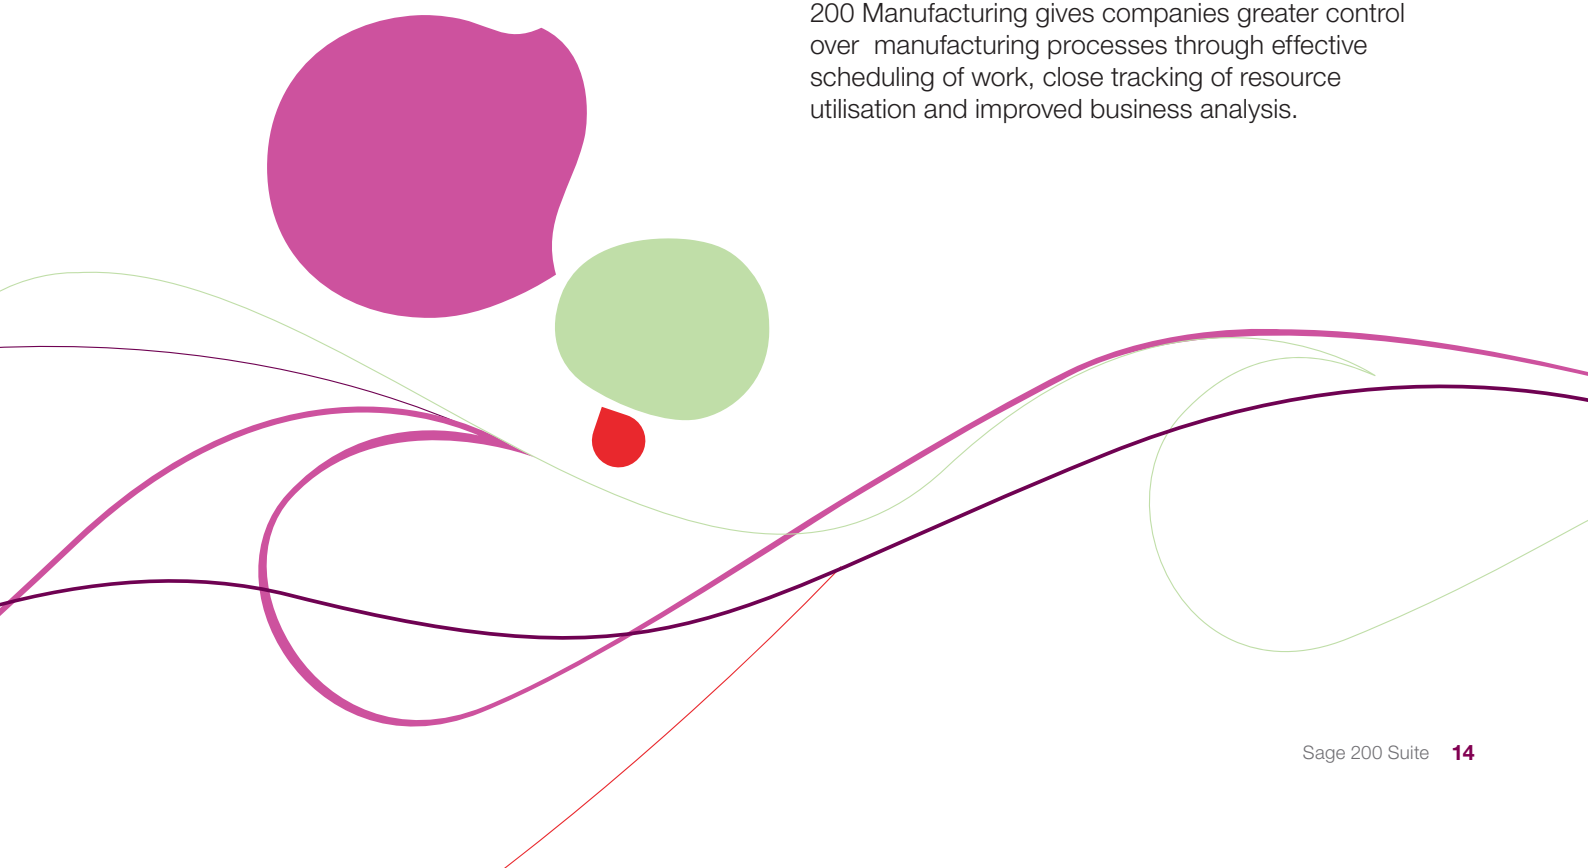 200 Manufacturing gives companies greater control
over  manufacturing processes through effective
scheduling of work, close tracking of resource
utilisation and improved business analysis.
Sage 200 Suite 14